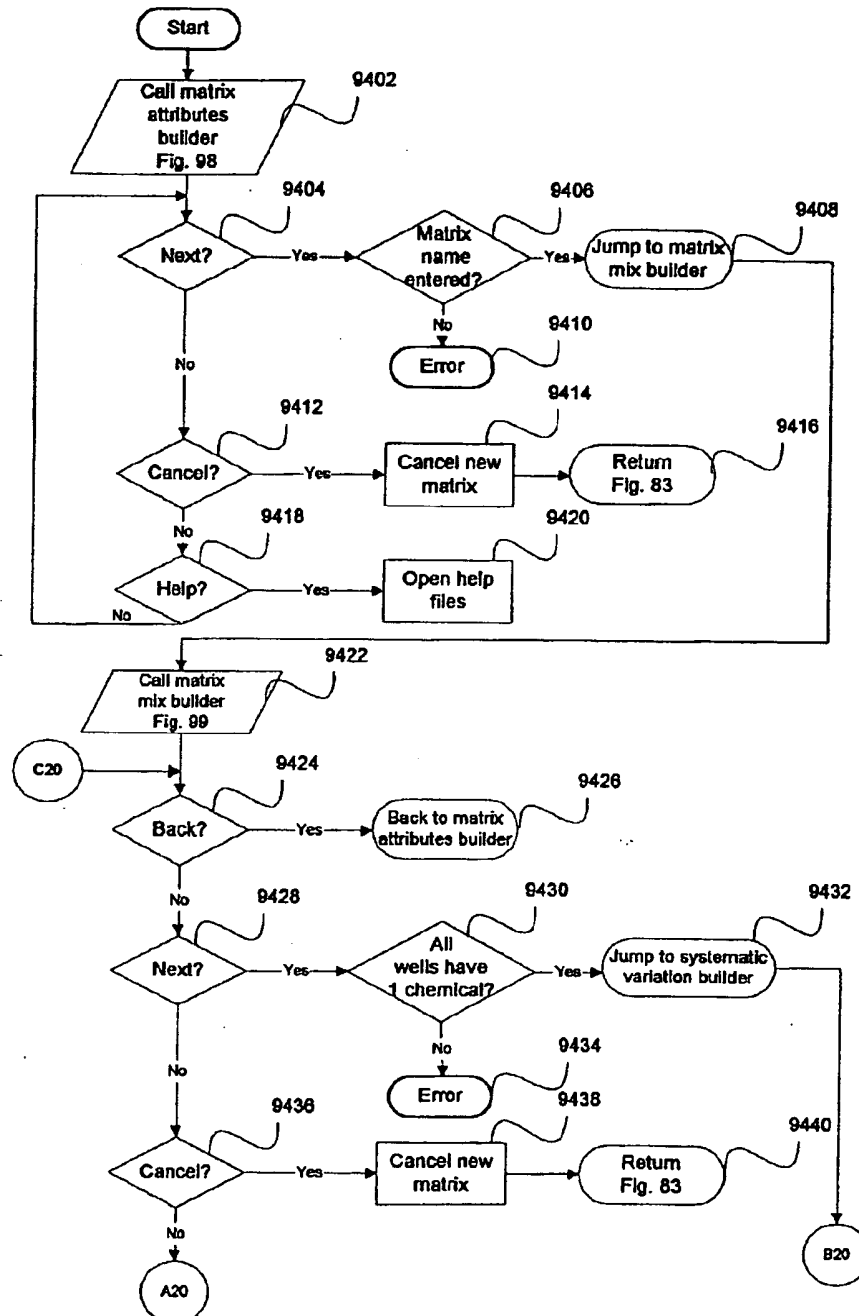 Start
Call matrix
attributes
builder
Fig. 98
9402
9404
Next?
Yes
9406
Matrix
name
entered?
Yes
9408
Jump to matrix
mix builder
No
9410
Error
No
9412
Cancel?
Yes
9414
Cancel new
matrix
9416
Return
Fig. 83
No
9418
Help?
Yes
9420
Open help
files
No
9422
Call matrix
mix builder
Fig. 99
C20
9424
Back?
Yes
9426
Back to matrix
attributes builder
No
9428
Next?
Yes
9430
All
wells have
1 chemical?
Yes
9432
Jump to systematic
variation builder
No
9434
Error
No
9436
Cancel?
Yes
9438
Cancel new
matrix
9440
Return
Fig. 83
No
A20
B20